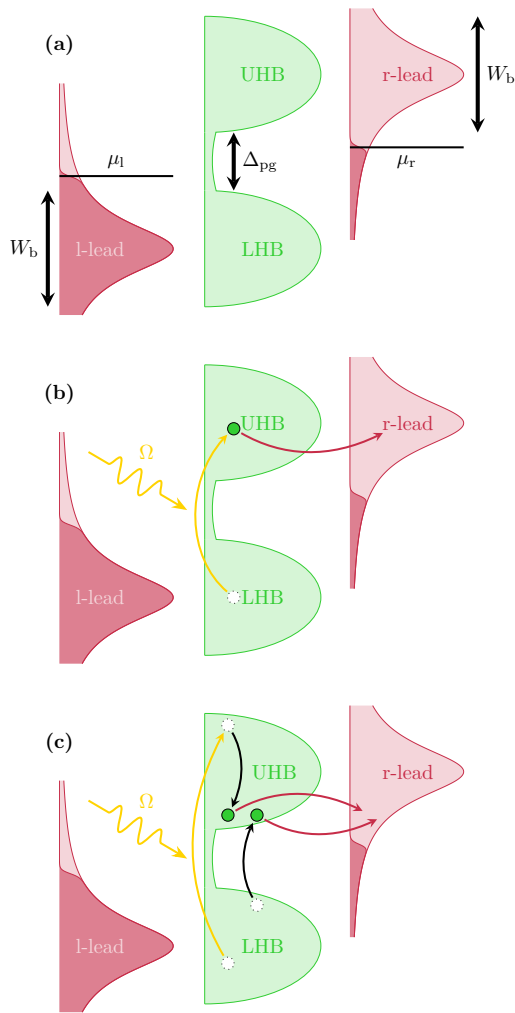 (a)
UHB
r-lead
W_b
μ_l
Δ_pg
μ_r
W_b
l-lead
LHB
(b)
UHB
r-lead
Ω
l-lead
LHB
(c)
UHB
r-lead
Ω
l-lead
LHB